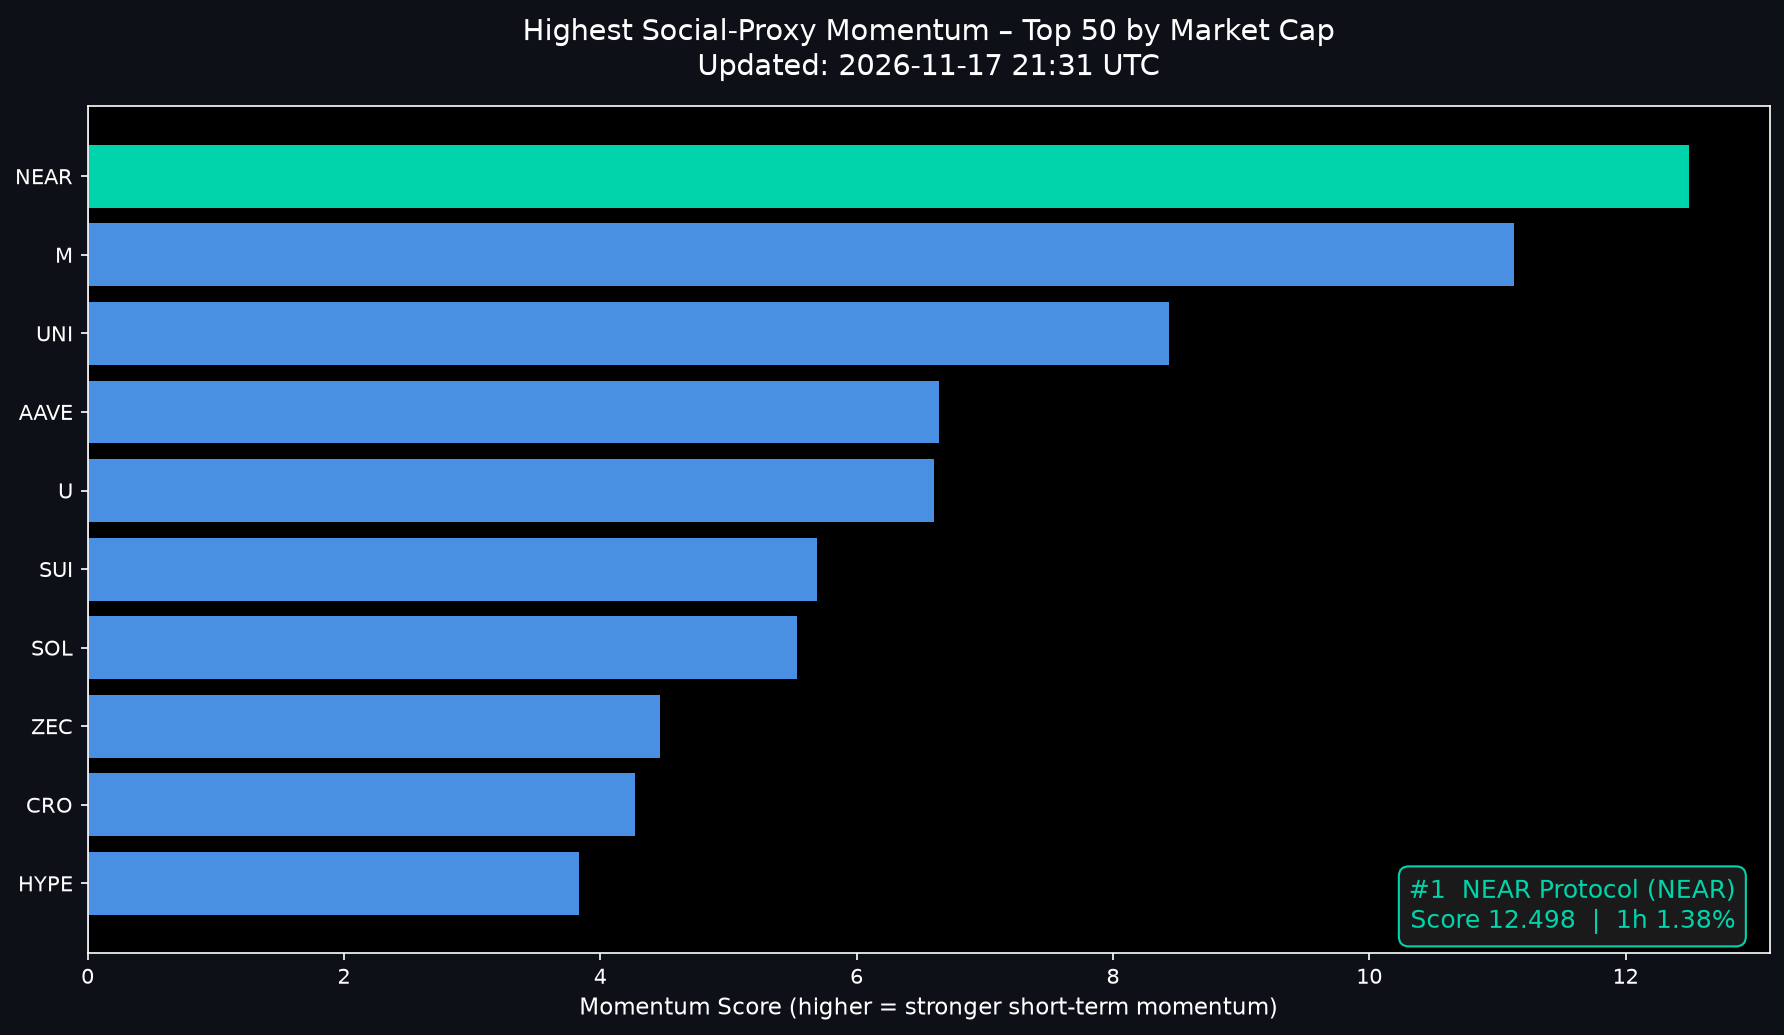 Highest Social-Proxy Momentum – Top 50 by Market Cap
Updated: 2026-11-17 21:31 UTC
NEAR
M
UNI
AAVE
U
SUI
SOL
ZEC
CRO
HYPE
#1  NEAR Protocol (NEAR)
Score 12.498  |  1h 1.38%
0 2 4 6 8 10 12
Momentum Score (higher = stronger short-term momentum)